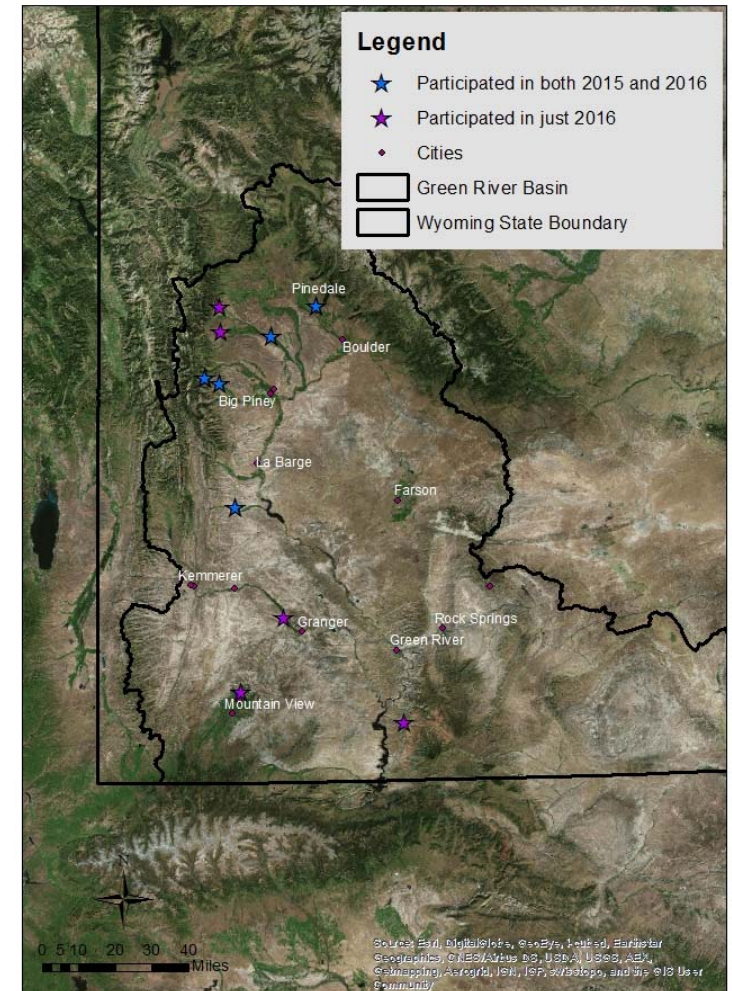 Legend
Participated in both 2015 and 2016
Participated in just 2016
Cities
Green River Basin
Wyoming State Boundary
Pinedale
Boulder
Big Piney
La Barge
Farson
Kemmerer
Granger
Rock Springs
Green River
Mountain View
N
0 5 10 20 30 40
Miles
Source: Esri, DigitalGlobe, GeoEye, i-cubed, Earthstar
Geographics, CNES/Airbus DS, USDA, USGS, AEX,
Getmapping, Aerogrid, IGN, IGP, swisstopo, and the GIS User
Community